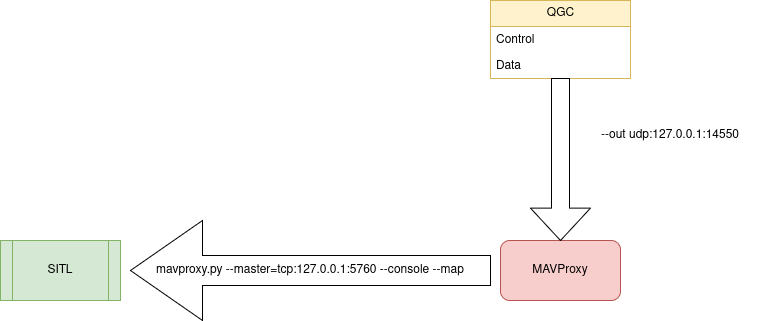 QGC
Control
Data
--out udp:127.0.0.1:14550
SITL
mavproxy.py --master=tcp:127.0.0.1:5760 --console --map
MAVProxy